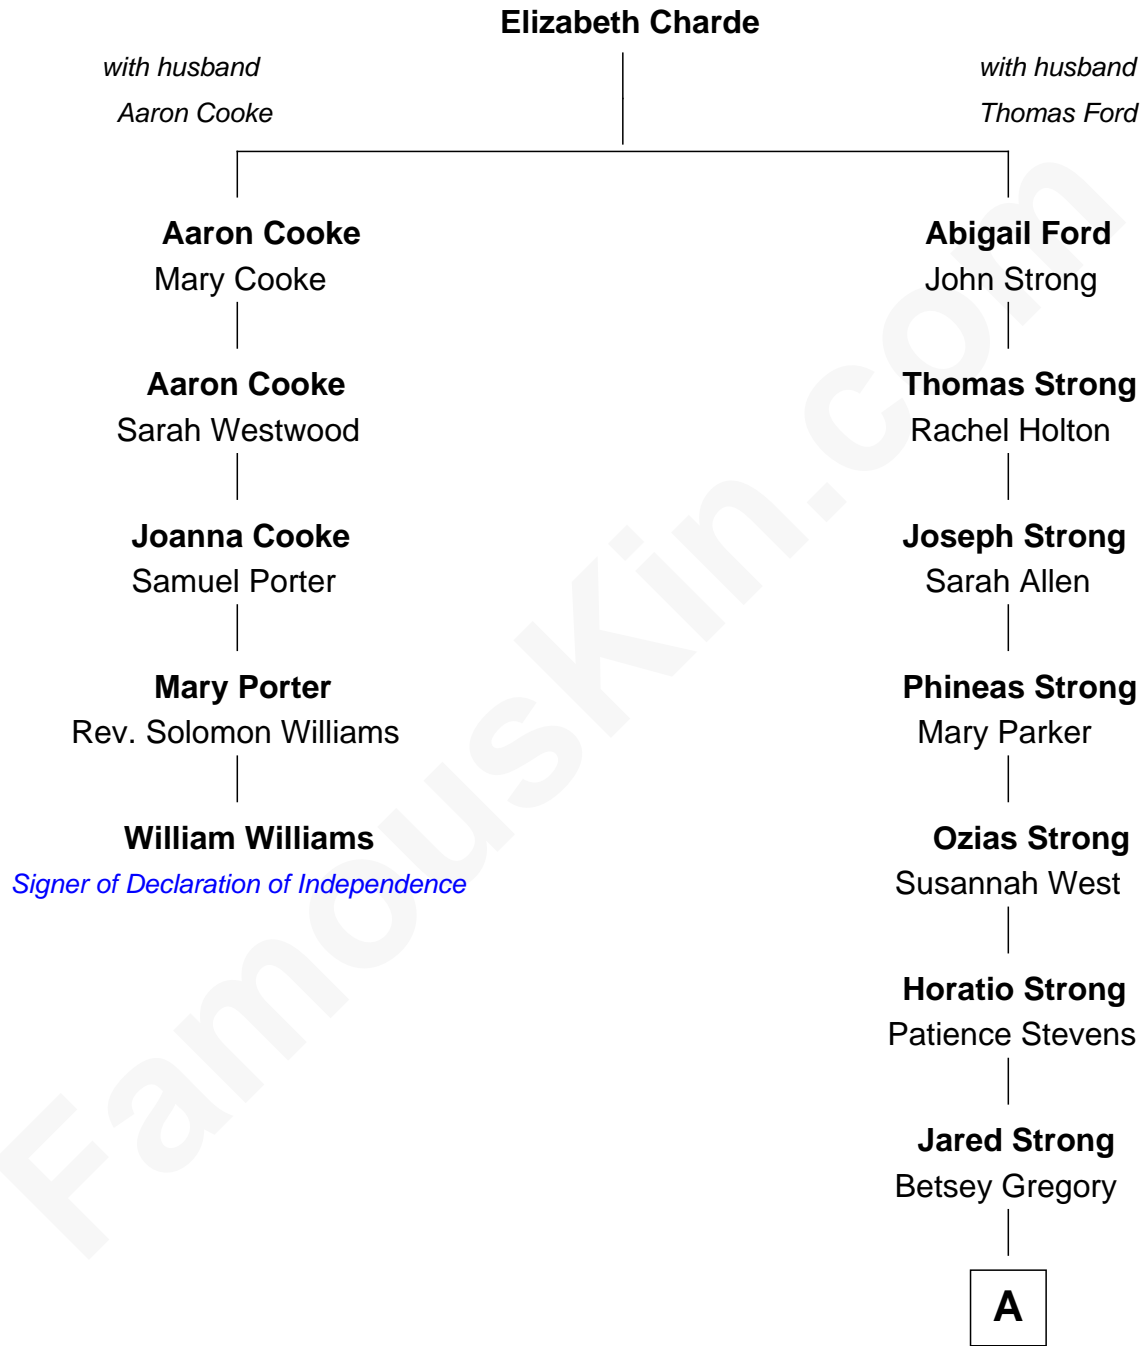 Elizabeth Charde
with husband
Aaron Cooke
with husband
Thomas Ford
Aaron Cooke
Mary Cooke
Aaron Cooke
Sarah Westwood
Joanna Cooke
Samuel Porter
Mary Porter
Rev. Solomon Williams
William Williams
Signer of Declaration of Independence
Abigail Ford
John Strong
Thomas Strong
Rachel Holton
Joseph Strong
Sarah Allen
Phineas Strong
Mary Parker
Ozias Strong
Susannah West
Horatio Strong
Patience Stevens
Jared Strong
Betsey Gregory
A
FamousKin.com